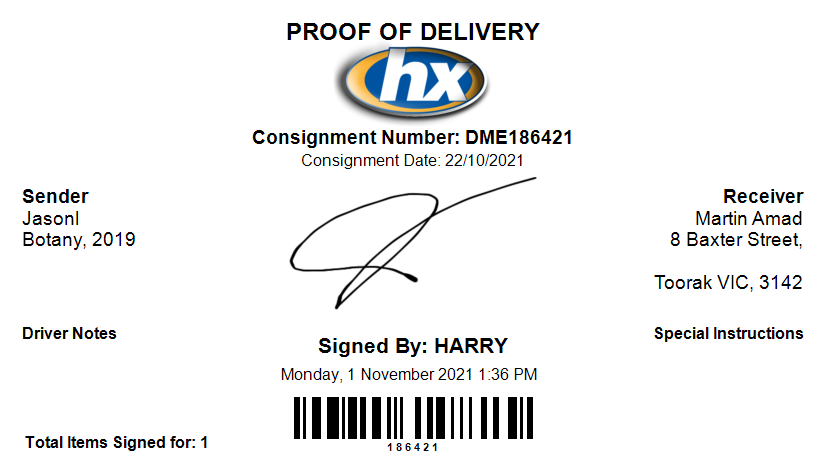 PROOF OF DELIVERY
hx
Consignment Number: DME186421
Consignment Date: 22/10/2021
Sender
JasonI
Botany, 2019
Receiver
Martin Amad
8 Baxter Street,
Toorak VIC, 3142
Driver Notes
Special Instructions
Signed By: HARRY
Monday, 1 November 2021 1:36 PM
186421
Total Items Signed for: 1